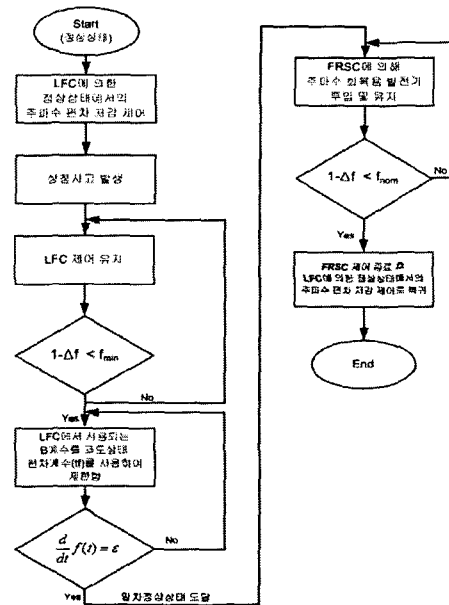 Start
(정상상태)
LFC에 의한
정상상태에서의
주파수 편차 저감 제어
상정사고 발생
LFC 제어 유지
1-Δf < fmin
No
Yes
LFC에서 사용되는
B계수를 과도상태
편차계수(tf)를 사용하여
제한함
d/dt f(t) = ε
No
Yes
일차정상상태 도달
FRSC에 의해
주파수 회복용 발전기
투입 및 유지
1-Δf < fnom
No
Yes
FRSC 제어 종료 후
LFC에 의한 정상상태에서의
주파수 편차 저감 제어로 복귀
End